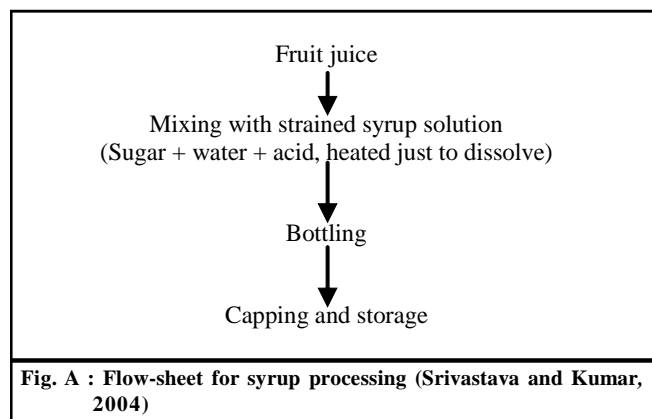 Fruit juice
Mixing with strained syrup solution
(Sugar + water + acid, heated just to dissolve)
Bottling
Capping and storage
Fig. A : Flow-sheet for syrup processing (Srivastava and Kumar,
2004)